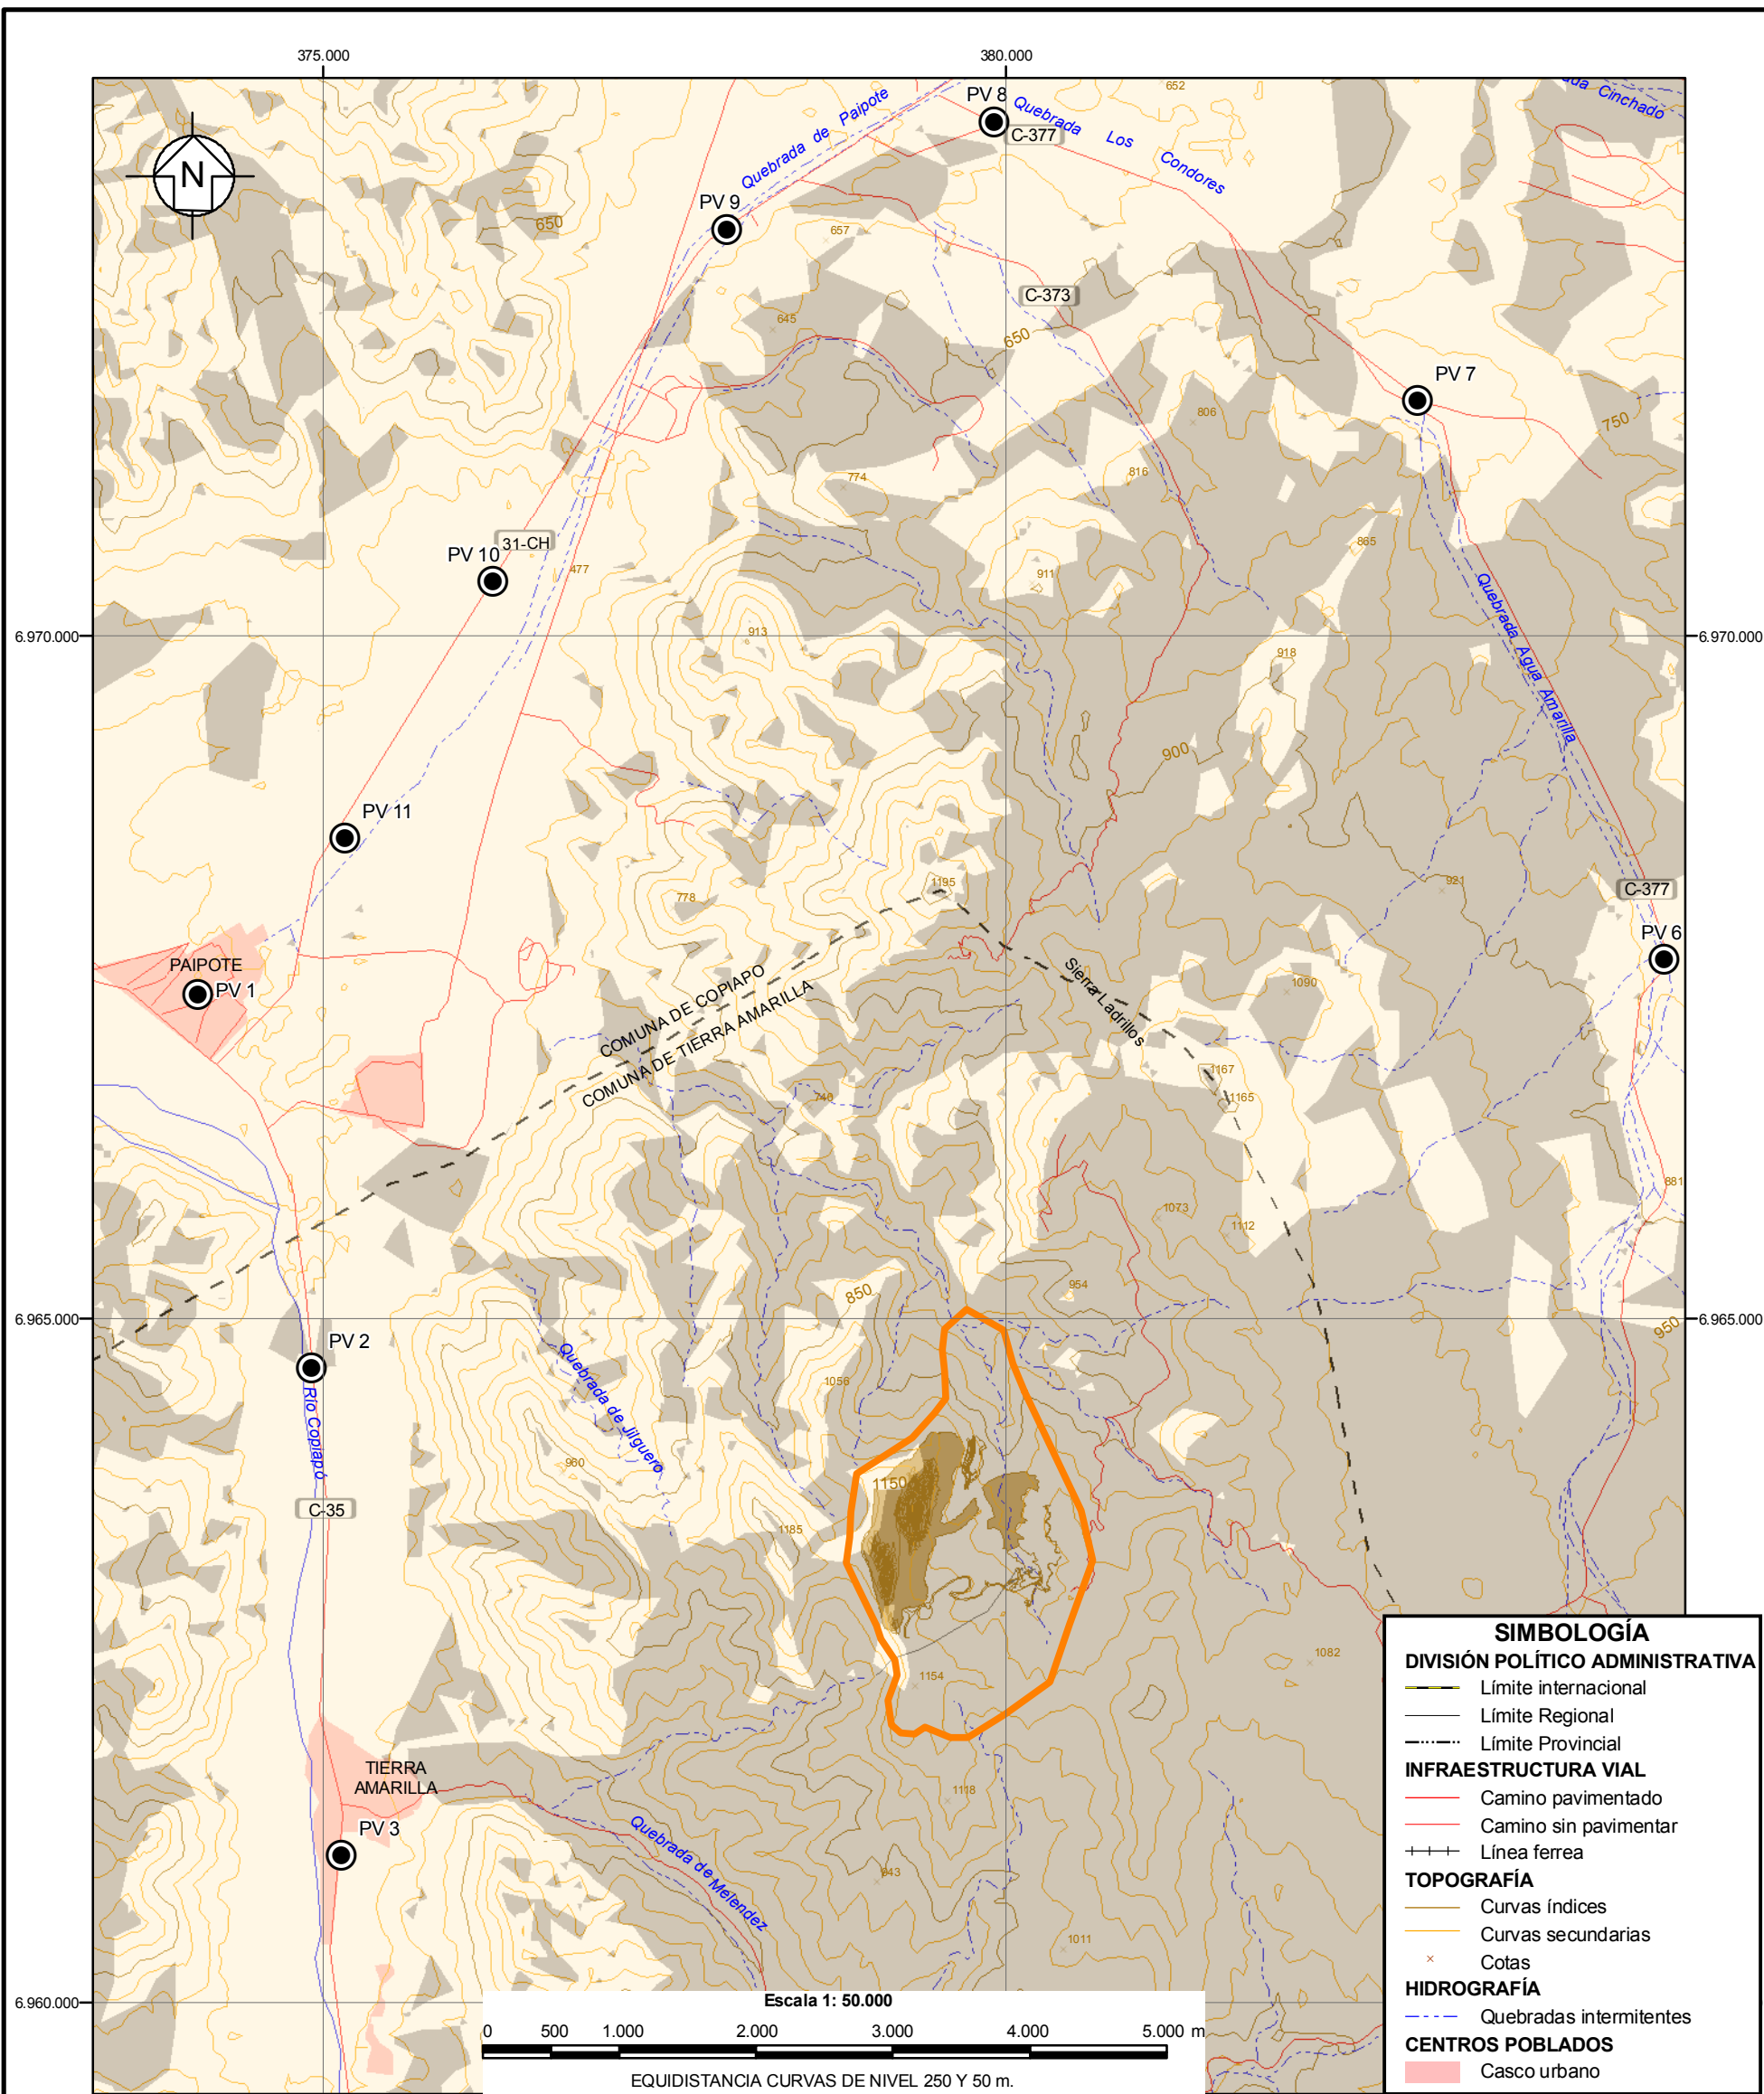 375.000
380.000
N
PV 8
Quebrada de Paipote
Quebrada Los Condores
C-377
652
Cinchado
PV 9
650
657
C-373
645
650
PV 7
806
750
774
816
31-CH
PV 10
477
865
911
Quebrada Agua Amarilla
6.970.000
6.970.000
913
918
900
PV 11
1195
778
921
C-377
PV 6
PAIPOTE
PV 1
COMUNA DE COPIAPO
COMUNA DE TIERRA AMARILLA
Sierra Ladrillos
1090
1167
1165
740
881
1073
1112
954
850
6.965.000
6.965.000
950
PV 2
Río Copiapó
Quebrada de Jilguero
1056
960
1150
C-35
1185
1154
1082
TIERRA
AMARILLA
1118
PV 3
Quebrada de Melendez
943
1011
6.960.000
Escala 1: 50.000
0 500 1.000 2.000 3.000 4.000 5.000 m
EQUIDISTANCIA CURVAS DE NIVEL 250 Y 50 m.
SIMBOLOGÍA
DIVISIÓN POLÍTICO ADMINISTRATIVA
Límite internacional
Límite Regional
Límite Provincial
INFRAESTRUCTURA VIAL
Camino pavimentado
Camino sin pavimentar
Línea ferrea
TOPOGRAFÍA
Curvas índices
Curvas secundarias
Cotas
HIDROGRAFÍA
Quebradas intermitentes
CENTROS POBLADOS
Casco urbano